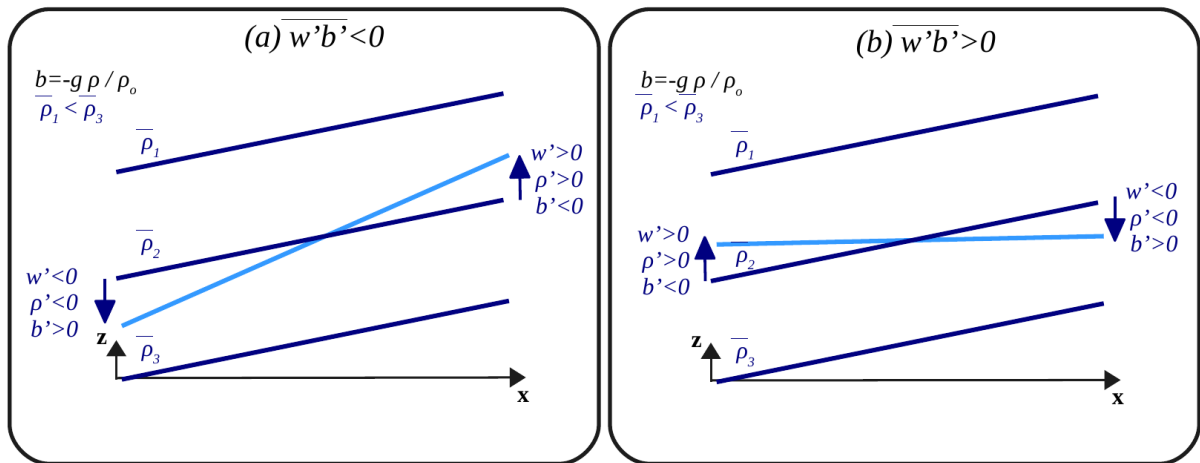 (a) w’b’<0
b=-g ρ / ρo
ρ1 < ρ3
ρ1
w’>0
ρ’>0
b’<0
ρ2
w’<0
ρ’<0
b’>0
z
ρ3
x
(b) w’b’>0
b=-g ρ / ρo
ρ1 < ρ3
ρ1
w’<0
ρ’<0
b’>0
w’>0
ρ’>0
b’<0
ρ2
z
ρ3
x